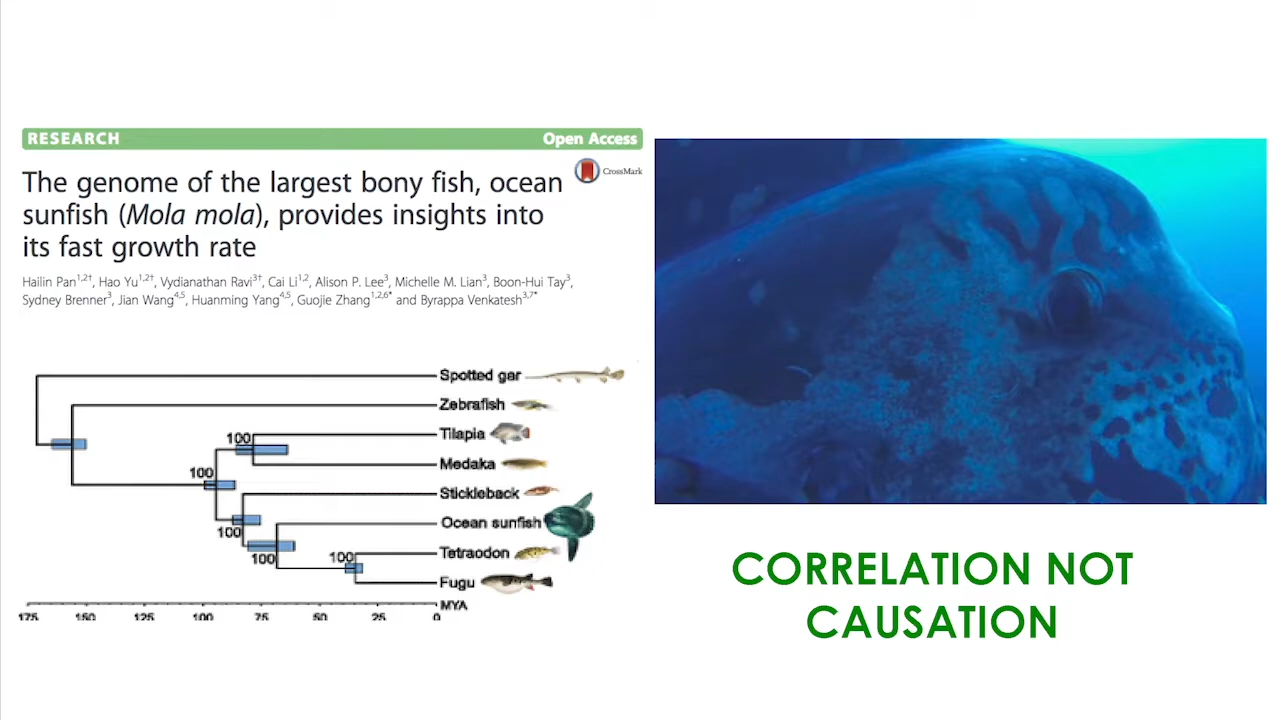 RESEARCH
Open Access
The genome of the largest bony fish, ocean
sunfish (Mola mola), provides insights into
its fast growth rate
CrossMark
Hailin Pan1,2†, Hao Yu1,2†, Vydianathan Ravi3†, Cai Li1,2, Alison P. Lee3, Michelle M. Lian3, Boon-Hui Tay3,
Sydney Brenner3, Jian Wang4,5, Huanming Yang4,5, Guojie Zhang1,2,6* and Byrappa Venkatesh3,7*
Spotted gar
Zebrafish
100
Tilapia
Medaka
100
Stickleback
100
Ocean sunfish
100
100
Tetraodon
Fugu
MYA
175 150 125 100 75 50 25 0
CORRELATION NOT
CAUSATION